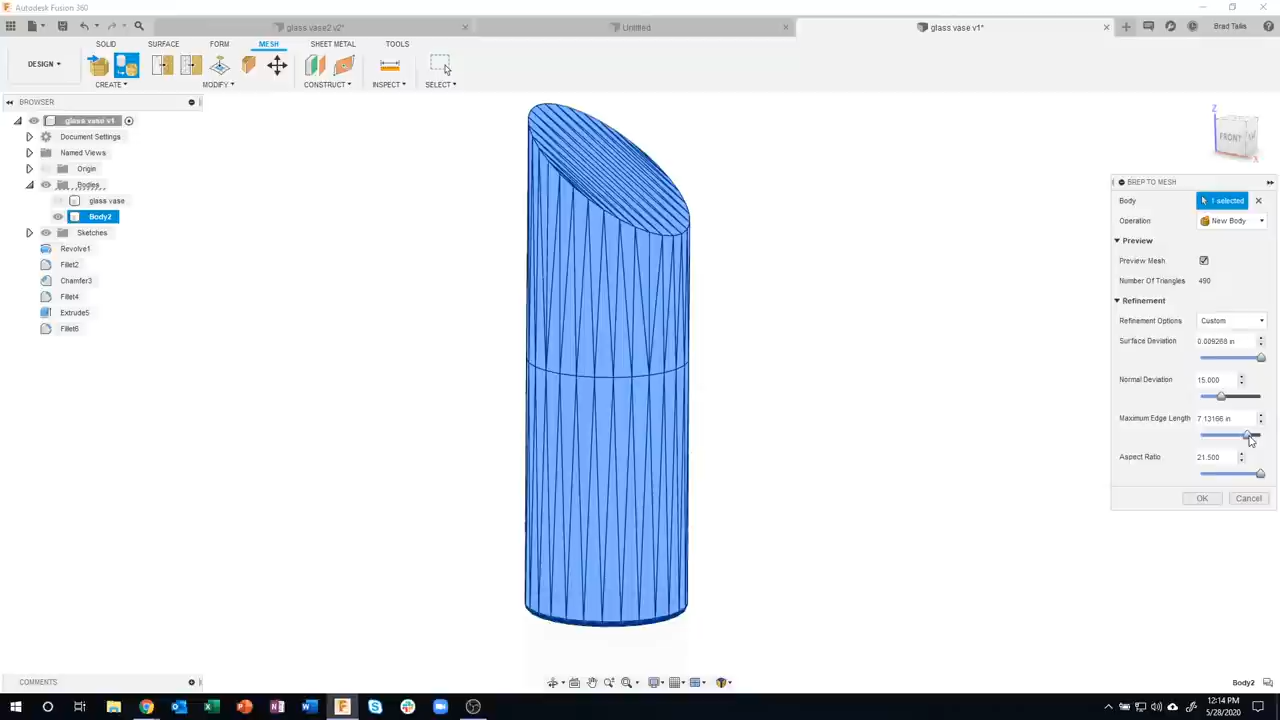 Autodesk Fusion 360
glass vase2 v2*
Untitled
glass vase v1*
Brad Tallis
DESIGN
SOLID
SURFACE
FORM
MESH
SHEET METAL
TOOLS
CREATE
MODIFY
CONSTRUCT
INSPECT
SELECT
BROWSER
glass vase v1
Document Settings
Named Views
Origin
Bodies
glass vase
Body2
Sketches
Revolve1
Fillet2
Chamfer3
Fillet4
Extrude5
Fillet6
Z
FRONT
X
BREP TO MESH
Body
1 selected
Operation
New Body
Preview
Preview Mesh
Number Of Triangles
490
Refinement
Refinement Options
Custom
Surface Deviation
0.009268 in
Normal Deviation
15.000
Maximum Edge Length
7.13166 in
Aspect Ratio
21.500
OK
Cancel
COMMENTS
Body2
12:14 PM
5/28/2020